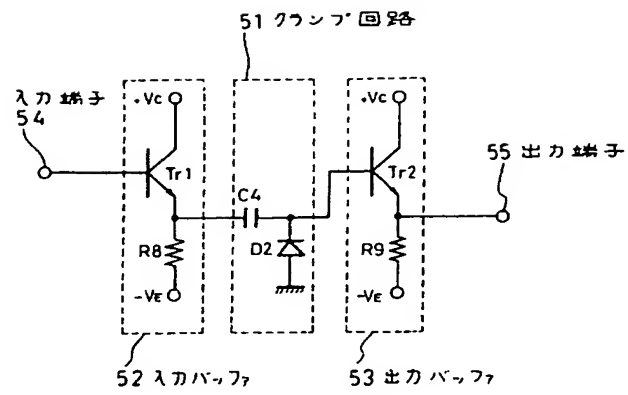 51 クランプ回路
入力端子
54
+Vc
+Vc
55 出力端子
Tr1
C4
Tr2
R8
D2
R9
-VE
-VE
52 入力バッファ
53 出力バッファ